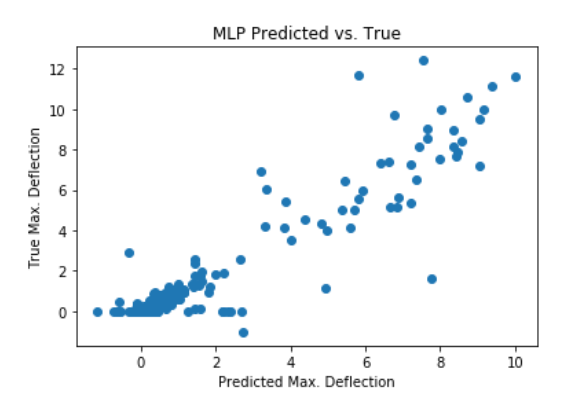 MLP Predicted vs. True
12
10
8
6
4
2
0
True Max. Deflection
0 2 4 6 8 10
Predicted Max. Deflection